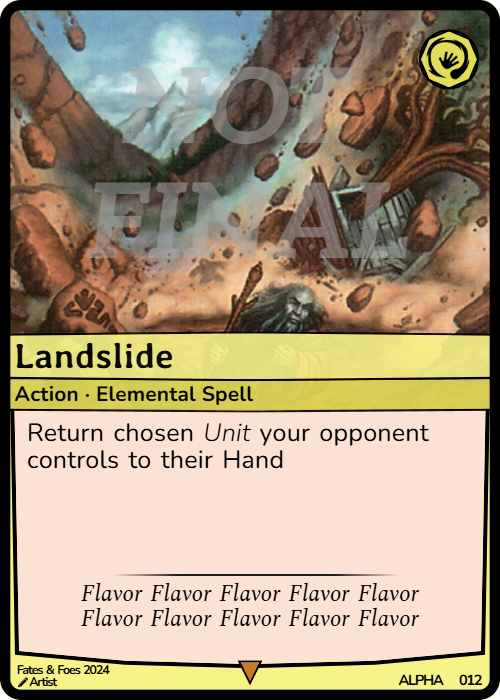 NOT
FINAL
Landslide
Action · Elemental Spell
Return chosen Unit your opponent
controls to their Hand
Flavor Flavor Flavor Flavor Flavor
Flavor Flavor Flavor Flavor Flavor
Fates & Foes 2024
Artist
ALPHA 012